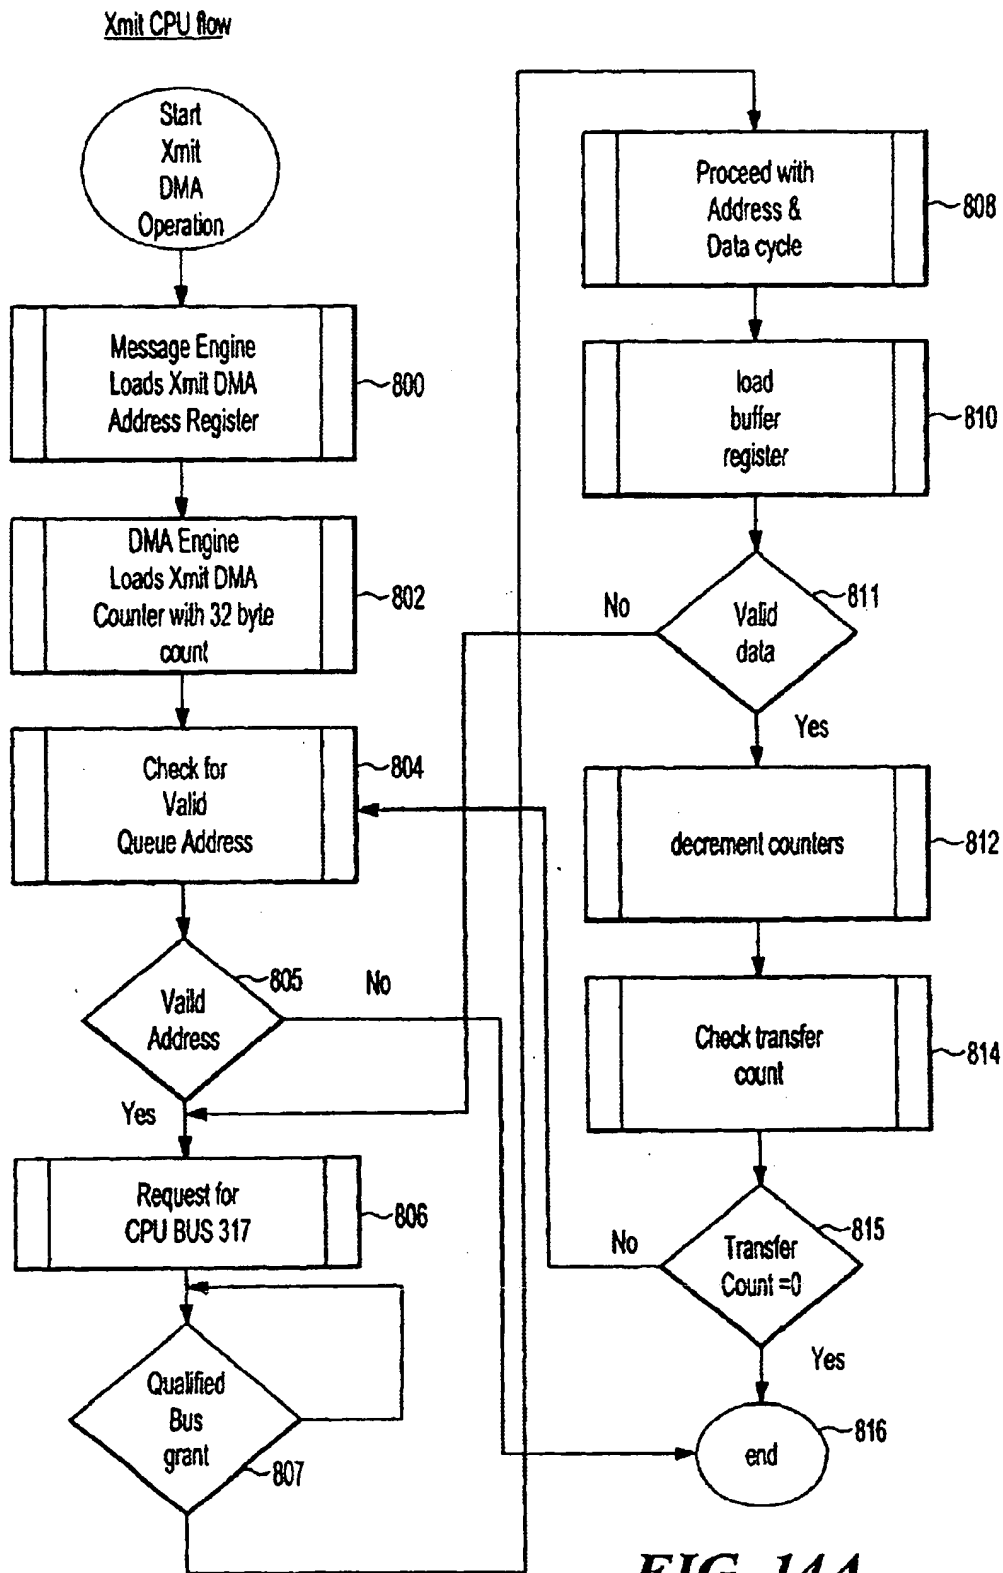 Xmit CPU flow
Start
Xmit
DMA
Operation
Message Engine
Loads Xmit DMA
Address Register
800
DMA Engine
Loads Xmit DMA
Counter with 32 byte
count
802
Check for
Valid
Queue Address
804
Valid
Address
805
No
Yes
Request for
CPU BUS 317
806
Qualified
Bus
grant
807
Proceed with
Address &
Data cycle
808
load
buffer
register
810
Valid
data
811
No
Yes
decrement counters
812
Check transfer
count
814
Transfer
Count =0
815
No
Yes
end
816
FIG. 14A